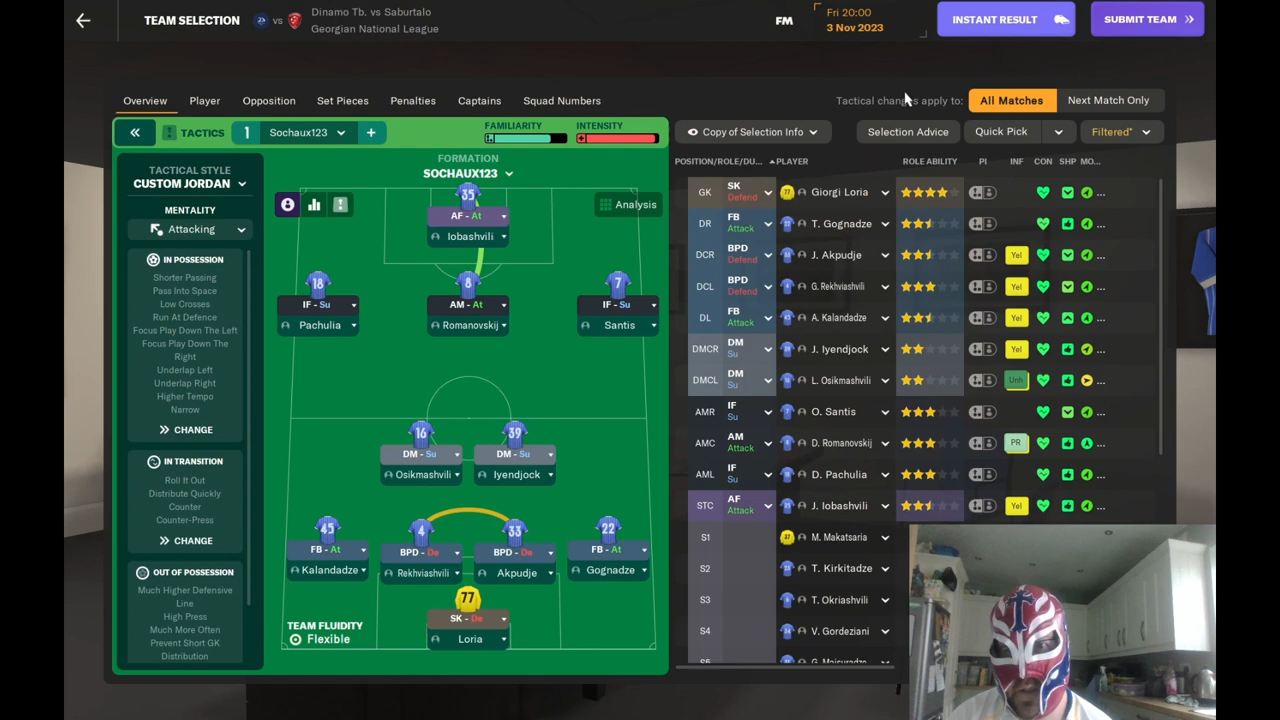 TEAM SELECTION
vs
Dinamo Tb. vs Saburtalo
Georgian National League
FM
Fri 20:00
3 Nov 2023
INSTANT RESULT
SUBMIT TEAM
Overview
Player
Opposition
Set Pieces
Penalties
Captains
Squad Numbers
Tactical changes apply to:
All Matches
Next Match Only
TACTICS
1
Sochaux123
+
FAMILIARITY
INTENSITY
Copy of Selection Info
Selection Advice
Quick Pick
Filtered*
TACTICAL STYLE
CUSTOM JORDAN
MENTALITY
Attacking
IN POSSESSION
Shorter Passing
Pass Into Space
Low Crosses
Run At Defence
Focus Play Down The Left
Focus Play Down The
Right
Underlap Left
Underlap Right
Higher Tempo
Narrow
CHANGE
IN TRANSITION
Roll It Out
Distribute Quickly
Counter
Counter-Press
CHANGE
OUT OF POSSESSION
Much Higher Defensive
Line
High Press
Much More Often
Prevent Short GK
Distribution
FORMATION
SOCHAUX123
Analysis
35
AF - At
Iobashvili
18
IF - Su
Pachulia
8
AM - At
Romanovskij
7
IF - Su
Santis
16
DM - Su
Osikmashvili
39
DM - Su
Iyendjock
45
FB - At
Kalandadze
4
BPD - De
Rekhviashvili
33
BPD - De
Akpudje
22
FB - At
Gognadze
77
SK - De
Loria
TEAM FLUIDITY
Flexible
POSITION/ROLE/DU...
PLAYER
ROLE ABILITY
PI
INF
CON
SHP
MO...
GK
SK
Defend
77
Giorgi Loria
...
DR
FB
Attack
T. Gognadze
...
DCR
BPD
Defend
J. Akpudje
Yel
...
DCL
BPD
Defend
G. Rekhviashvili
Yel
...
DL
FB
Attack
A. Kalandadze
Yel
...
DMCR
DM
Su
J. Iyendjock
Yel
...
DMCL
DM
Su
L. Osikmashvili
Unh
...
AMR
IF
Su
O. Santis
...
AMC
AM
Attack
D. Romanovskij
PR
...
AML
IF
Su
D. Pachulia
...
STC
AF
Attack
J. Iobashvili
Yel
...
S1
M. Makatsaria
S2
T. Kirkitadze
S3
T. Okriashvili
S4
V. Gordeziani
S5
G. Maisuradze